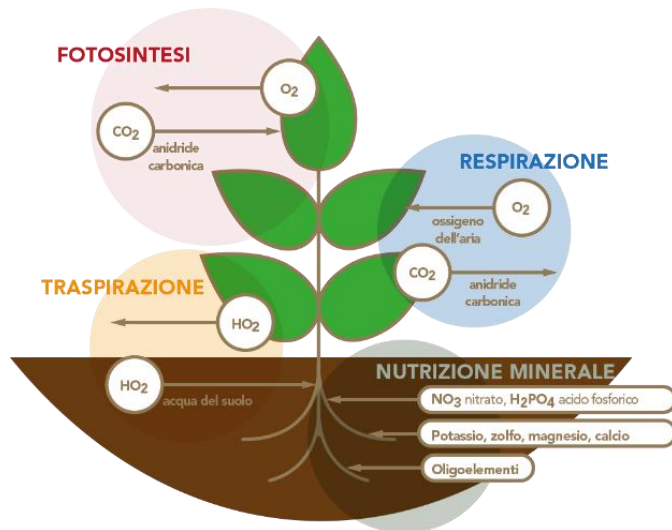 FOTOSINTESI
O2
CO2
anidride
carbonica
RESPIRAZIONE
O2
ossigeno
dell'aria
CO2
anidride
carbonica
TRASPIRAZIONE
HO2
HO2
acqua del suolo
NUTRIZIONE MINERALE
NO3 nitrato, H2PO4 acido fosforico
Potassio, zolfo, magnesio, calcio
Oligoelementi